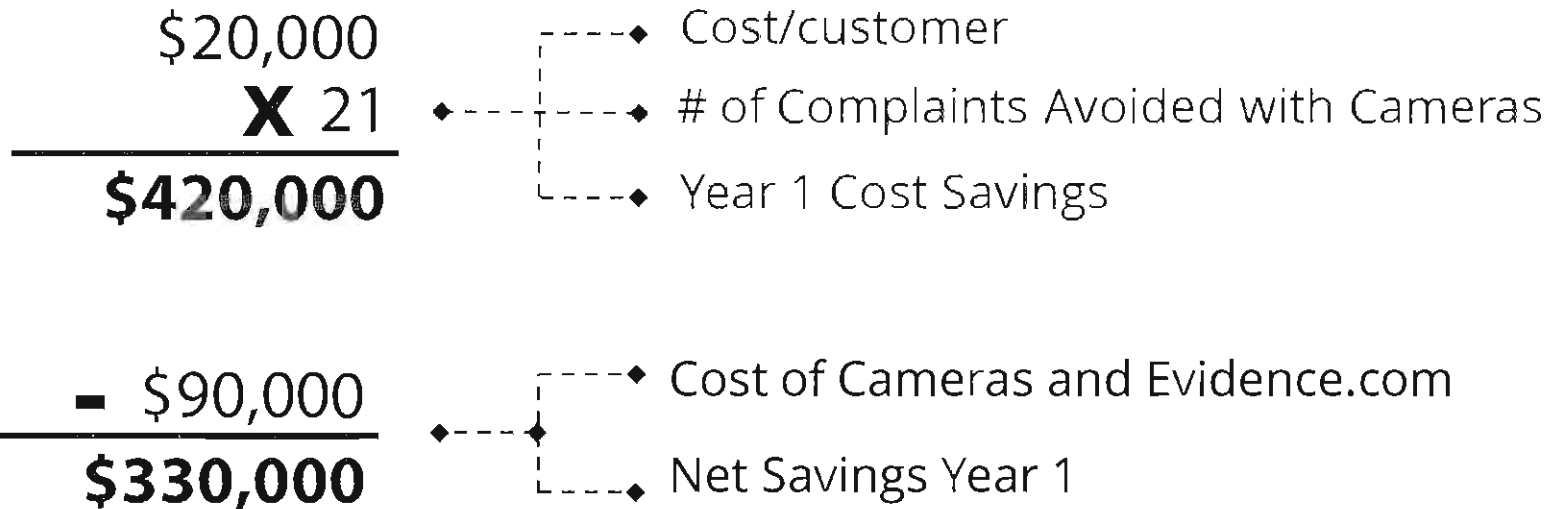 $20,000 Cost/customer
X 21 # of Complaints Avoided with Cameras
$420,000 Year 1 Cost Savings
- $90,000 Cost of Cameras and Evidence.com
$330,000 Net Savings Year 1